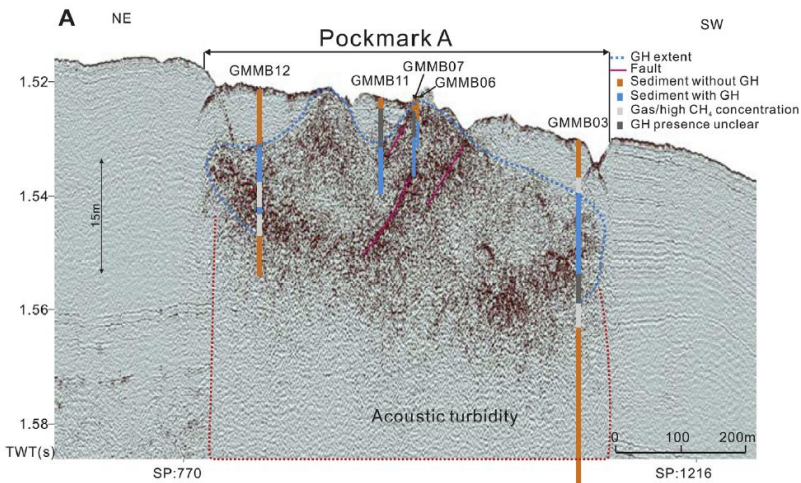 A
NE
SW
Pockmark A
GMMB12
GMMB11
GMMB07
GMMB06
GMMB03
GH extent
Fault
Sediment without GH
Sediment with GH
Gas/high CH₄ concentration
GH presence unclear
1.52
1.54
1.56
1.58
TWT(s)
15m
Acoustic turbidity
0 100 200m
SP:770
SP:1216